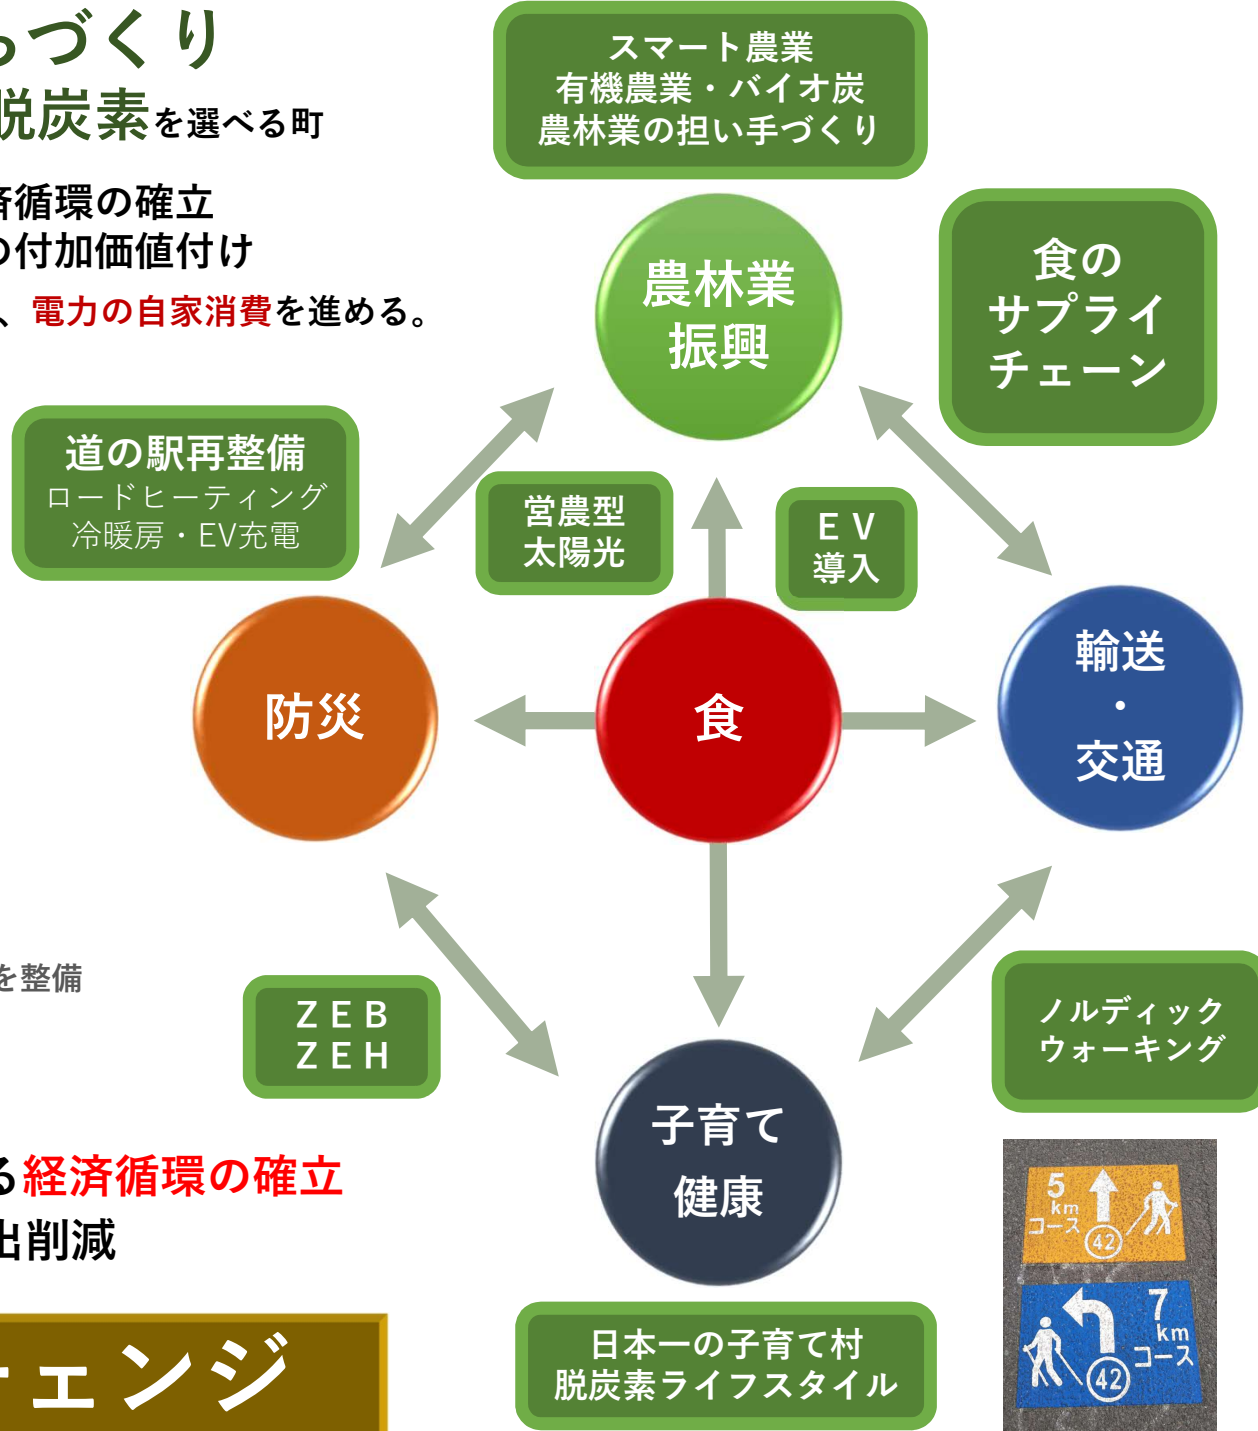 づくり
脱炭素を選べる町
済循環の確立
の付加価値付け
、電力の自家消費を進める。
スマート農業
有機農業・バイオ炭
農林業の担い手づくり
農林業
振興
食の
サプライ
チェーン
道の駅再整備
ロードヒーティング
冷暖房・EV充電
営農型
太陽光
ＥＶ
導入
防災
食
輸送
・
交通
を整備
ＺＥＢ
ＺＥＨ
ノルディック
ウォーキング
子育て
健康
る経済循環の確立
出削減
チェンジ
日本一の子育て村
脱炭素ライフスタイル
5
km
コース
42
7
km
コース
42